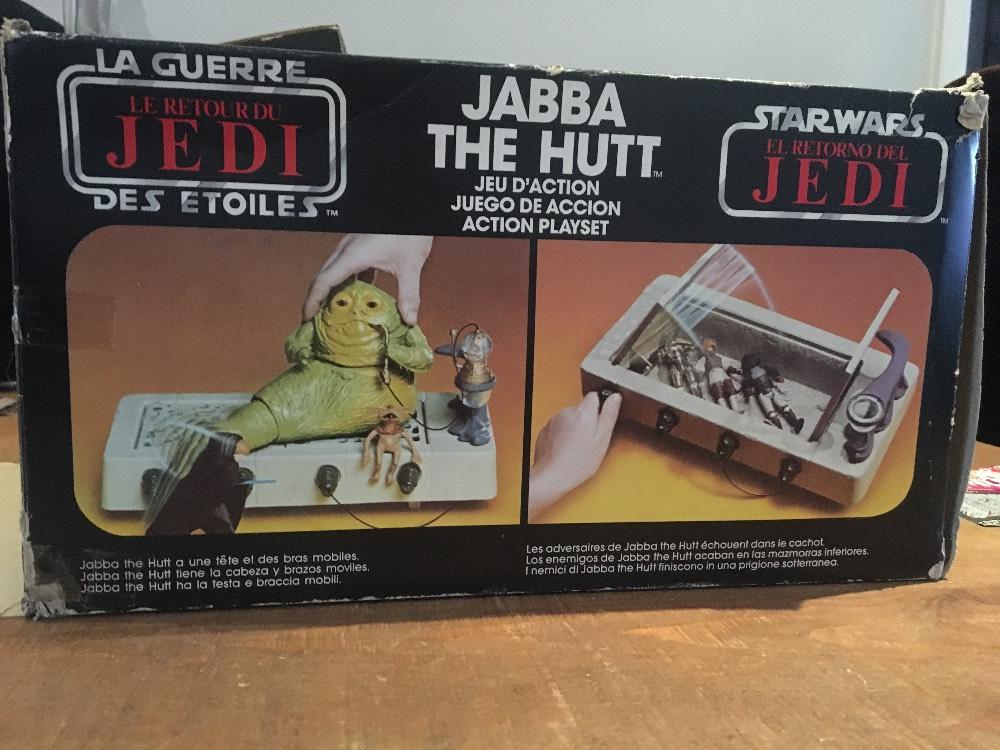 LA GUERRE
LE RETOUR DU
JEDI
DES ETOILES™
JABBA
THE HUTT™
JEU D'ACTION
JUEGO DE ACCION
ACTION PLAYSET
STAR WARS
EL RETORNO DEL
JEDI
™
Jabba the Hutt a une tête et des bras mobiles.
Jabba the Hutt tiene la cabeza y brazos moviles.
Jabba the Hutt ha la testa e braccia mobili.
Les adversaires de Jabba the Hutt échouent dans le cachot.
Los enemigos de Jabba the Hutt acaban en las mazmorras inferiores.
I nemici di Jabba the Hutt finiscono in una prigione sotterranea.